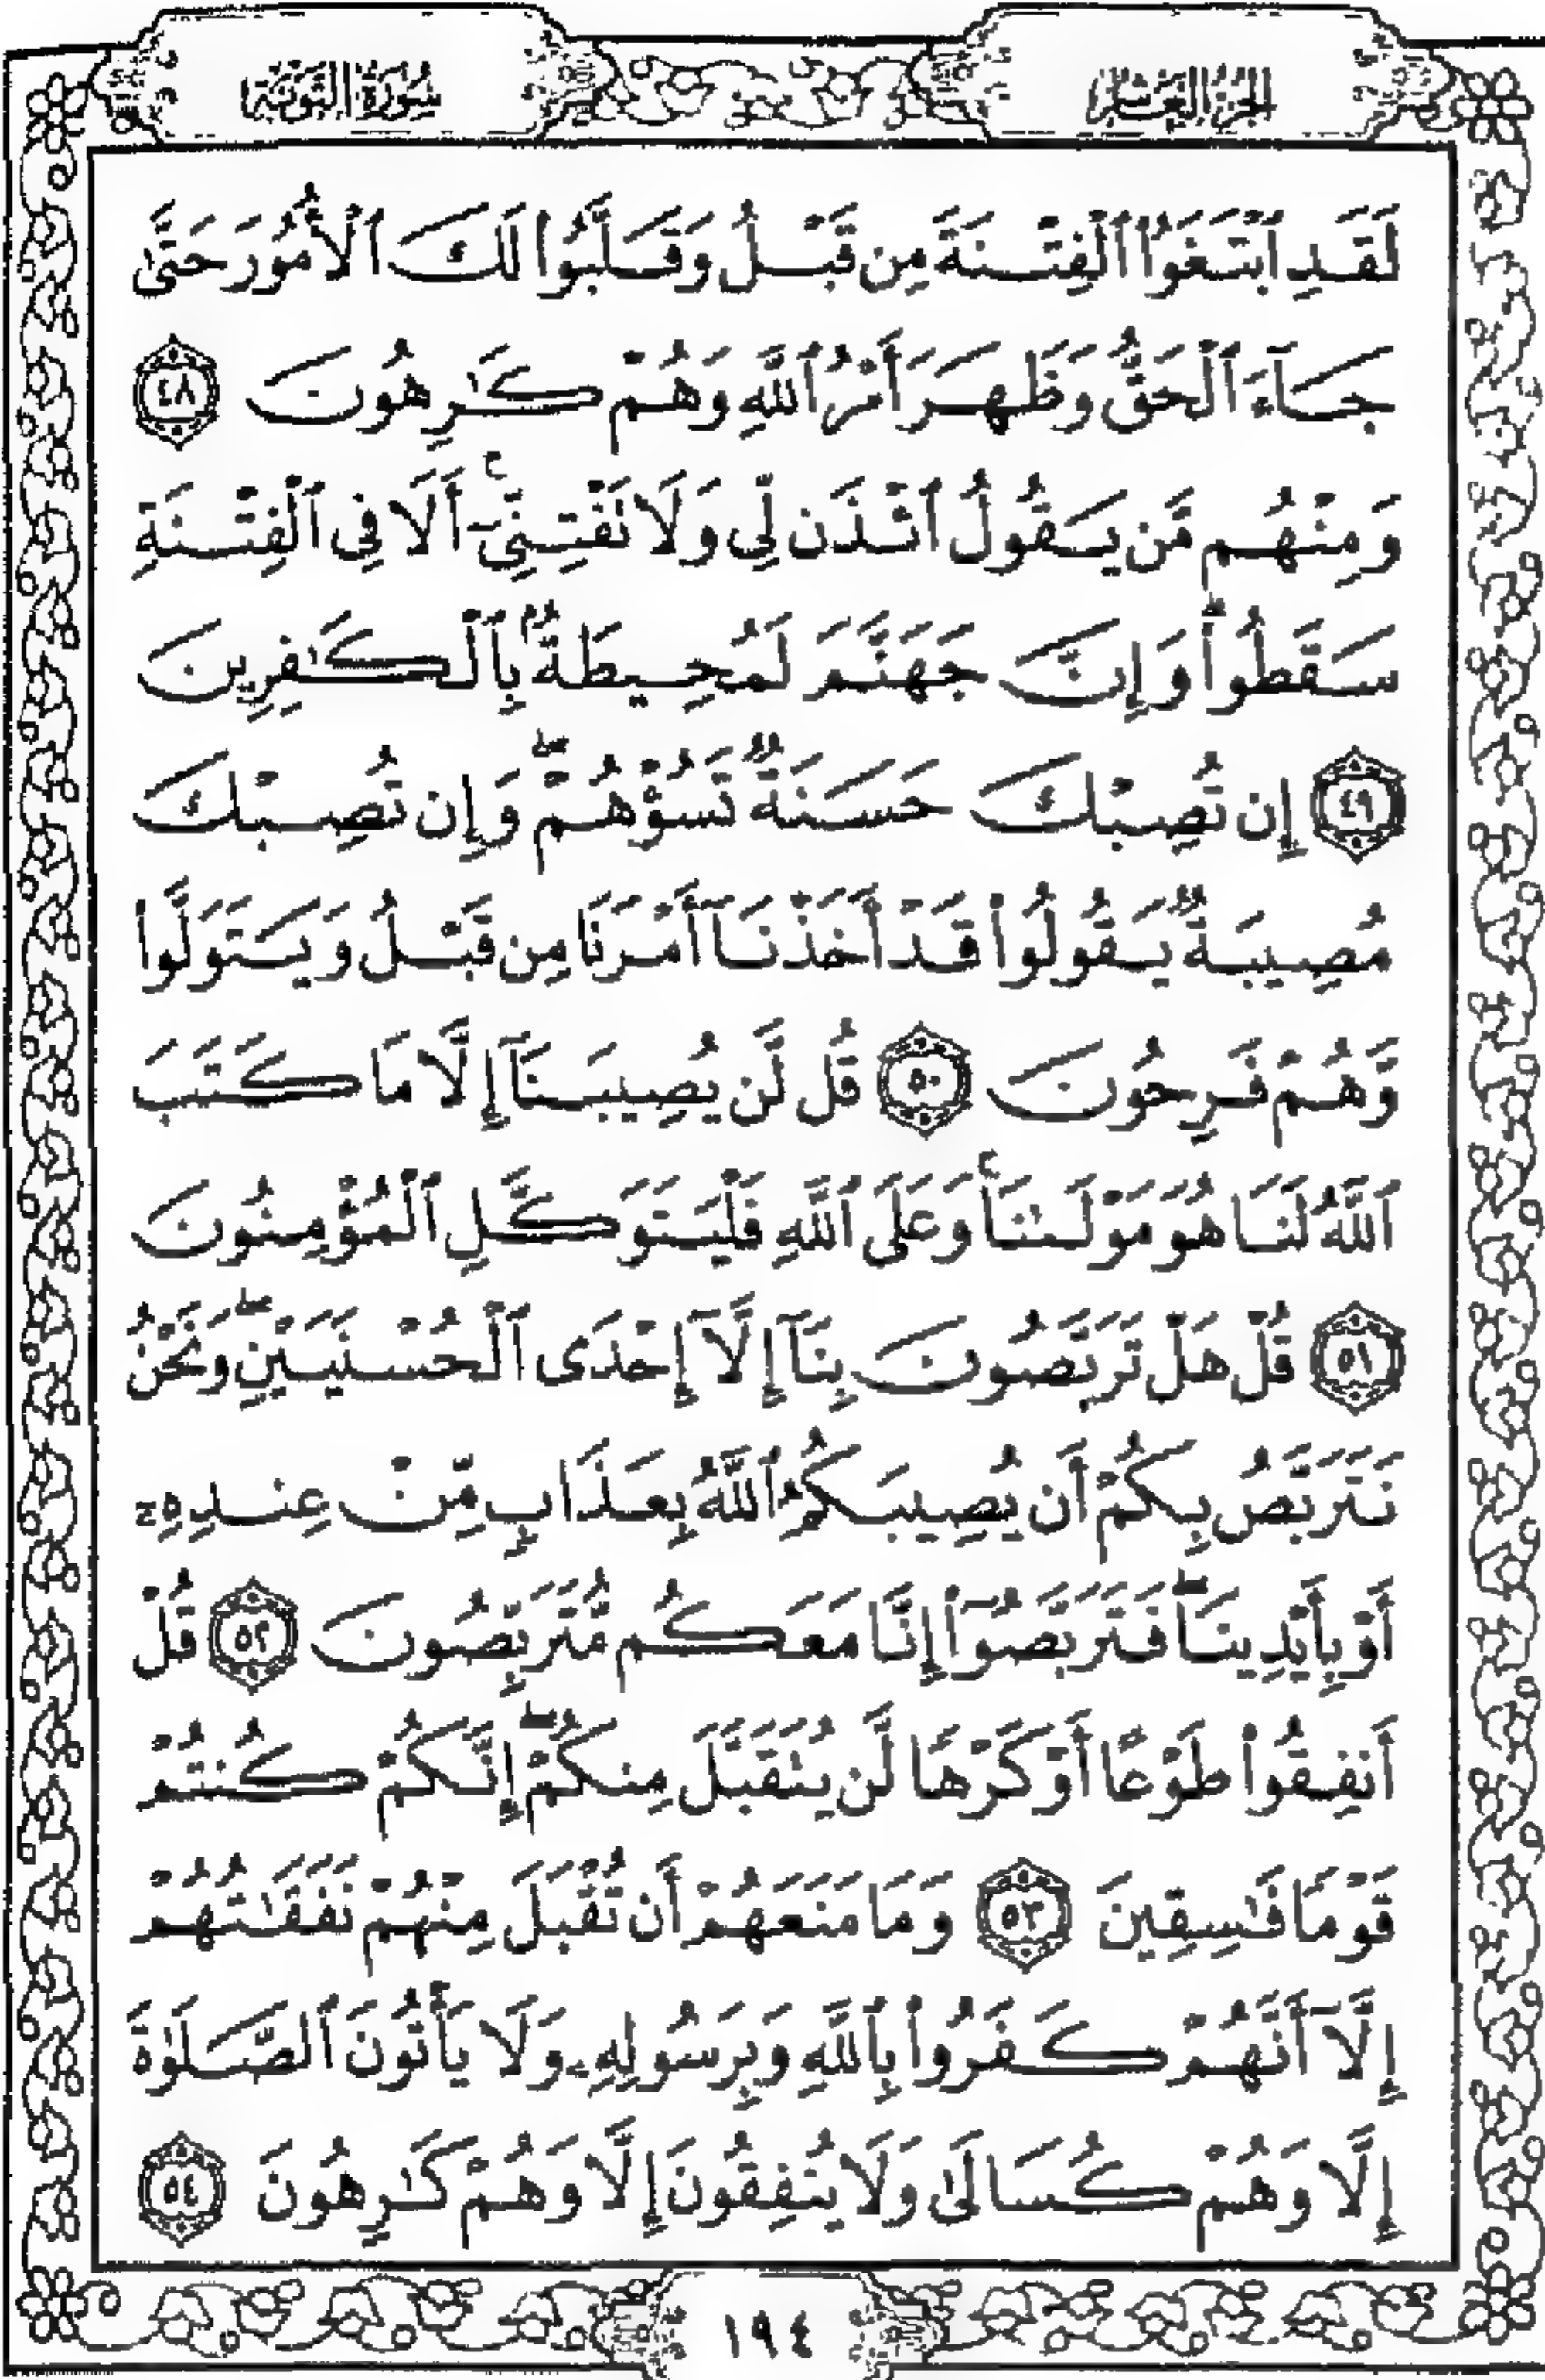 الجزء العاشر
سورة التوبة
لَقَدِ ٱبْتَغَوُا۟ ٱلْفِتْنَةَ مِن قَبْلُ وَقَلَّبُوا۟ لَكَ ٱلْأُمُورَ حَتَّىٰ
جَآءَ ٱلْحَقُّ وَظَهَرَ أَمْرُ ٱللَّهِ وَهُمْ كَٰرِهُونَ ٤٨
وَمِنْهُم مَّن يَقُولُ ٱئْذَن لِّى وَلَا تَفْتِنِّىٓ ۚ أَلَا فِى ٱلْفِتْنَةِ
سَقَطُوا۟ ۗ وَإِنَّ جَهَنَّمَ لَمُحِيطَةٌۢ بِٱلْكَٰفِرِينَ
٤٩ إِن تُصِبْكَ حَسَنَةٌ تَسُؤْهُمْ ۖ وَإِن تُصِبْكَ
مُصِيبَةٌ يَقُولُوا۟ قَدْ أَخَذْنَآ أَمْرَنَا مِن قَبْلُ وَيَتَوَلَّوا۟
وَّهُمْ فَرِحُونَ ٥٠ قُل لَّن يُصِيبَنَآ إِلَّا مَا كَتَبَ
ٱللَّهُ لَنَا هُوَ مَوْلَىٰنَا ۚ وَعَلَى ٱللَّهِ فَلْيَتَوَكَّلِ ٱلْمُؤْمِنُونَ
٥١ قُلْ هَلْ تَرَبَّصُونَ بِنَآ إِلَّآ إِحْدَى ٱلْحُسْنَيَيْنِ ۖ وَنَحْنُ
نَتَرَبَّصُ بِكُمْ أَن يُصِيبَكُمُ ٱللَّهُ بِعَذَابٍ مِّنْ عِندِهِۦٓ
أَوْ بِأَيْدِينَا ۖ فَتَرَبَّصُوٓا۟ إِنَّا مَعَكُم مُّتَرَبِّصُونَ ٥٢ قُلْ
أَنفِقُوا۟ طَوْعًا أَوْ كَرْهًا لَّن يُتَقَبَّلَ مِنكُمْ ۖ إِنَّكُمْ كُنتُمْ
قَوْمًا فَٰسِقِينَ ٥٣ وَمَا مَنَعَهُمْ أَن تُقْبَلَ مِنْهُمْ نَفَقَٰتُهُمْ
إِلَّآ أَنَّهُمْ كَفَرُوا۟ بِٱللَّهِ وَبِرَسُولِهِۦ وَلَا يَأْتُونَ ٱلصَّلَوٰةَ
إِلَّا وَهُمْ كُسَالَىٰ وَلَا يُنفِقُونَ إِلَّا وَهُمْ كَٰرِهُونَ ٥٤
١٩٤